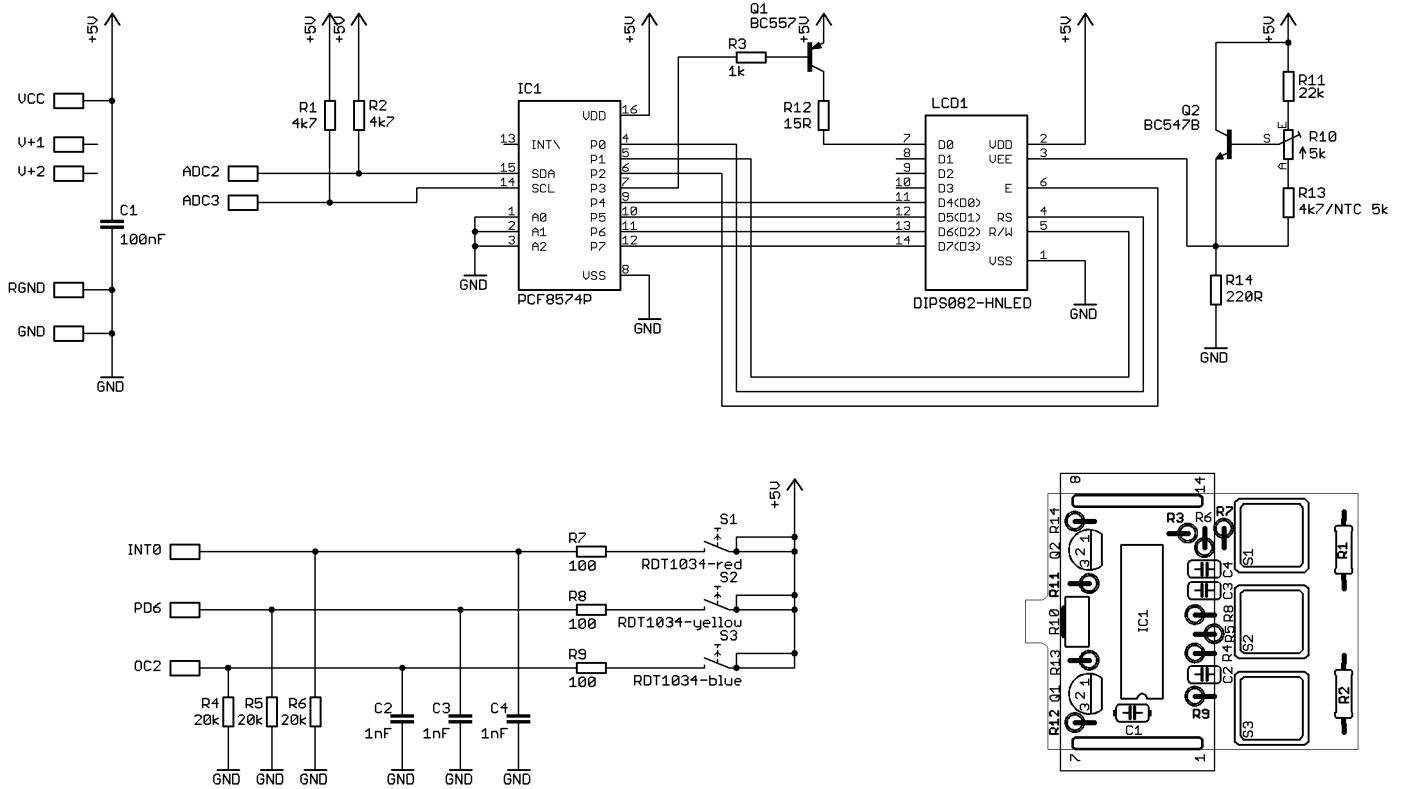 +5V
VCC
V+1
V+2
C1
100nF
RGND
GND
GND
+5V
+5V
R1
4k7
R2
4k7
ADC2
ADC3
IC1
+5V
VDD
16
13
INT\
15
SDA
14
SCL
1
A0
2
A1
3
A2
P0
4
P1
5
P2
6
P3
7
P4
9
P5
10
P6
11
P7
12
VSS
8
PCF8574P
GND
GND
Q1
BC557
+5V
R3
1k
R12
15R
LCD1
+5V
7
D0
8
D1
9
D2
10
D3
11
D4(D0)
12
D5(D1)
13
D6(D2)
14
D7(D3)
VDD
2
VEE
3
E
6
RS
4
R/W
5
VSS
1
DIPS082-HNLED
GND
+5V
Q2
BC547B
R11
22k
E
S
A
R10
5k
R13
4k7/NTC 5k
R14
220R
GND
+5V
INT0
R7
100
S1
RDT1034-red
PD6
R8
100
S2
RDT1034-yellow
OC2
R9
100
S3
RDT1034-blue
R4
20k
R5
20k
R6
20k
C2
1nF
C3
1nF
C4
1nF
GND
GND
GND
GND
GND
GND
8
14
R14
R3
R6
R7
Q2
3 2 1
S1
R1
C4
R11
C3
R10
IC1
R8
R5
S2
R4
R13
C2
Q1
3 2 1
R9
R2
R12
C1
S3
7
1